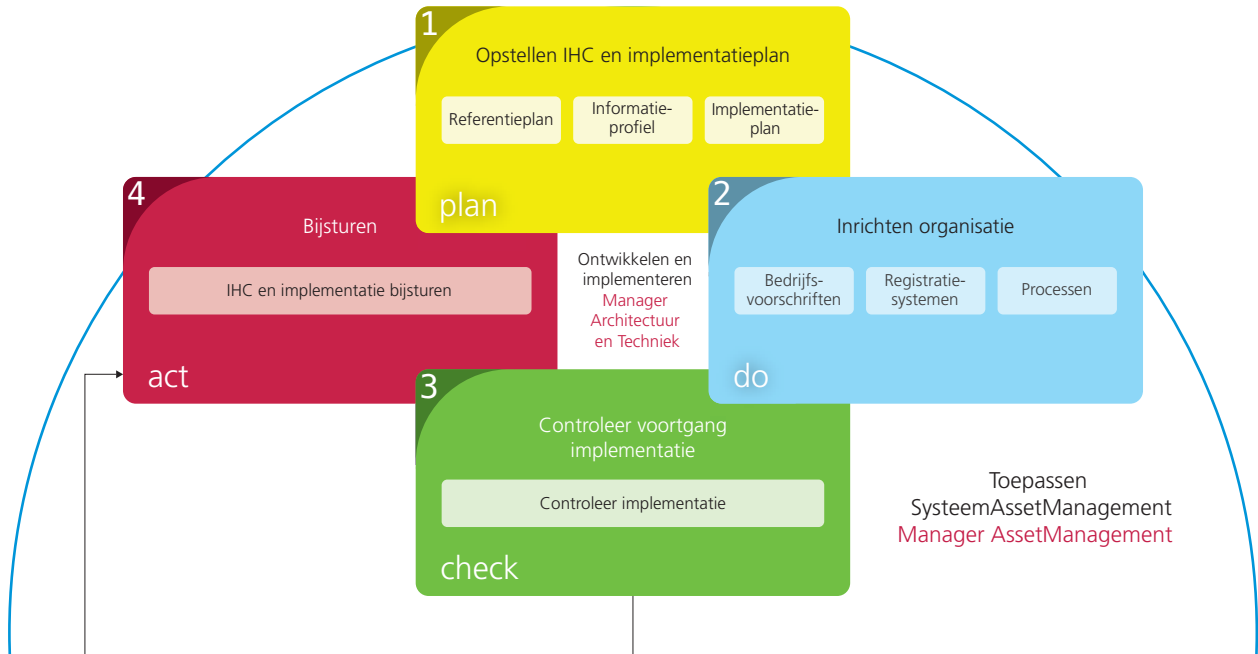 1
Opstellen IHC en implementatieplan
Referentieplan
Informatie-
profiel
Implementatie-
plan
plan
4
Bijsturen
IHC en implementatie bijsturen
act
Ontwikkelen en
implementeren
Manager
Architectuur
en Techniek
2
Inrichten organisatie
Bedrijfs-
voorschriften
Registratie-
systemen
Processen
do
3
Controleer voortgang
implementatie
Controleer implementatie
check
Toepassen
SysteemAssetManagement
Manager AssetManagement